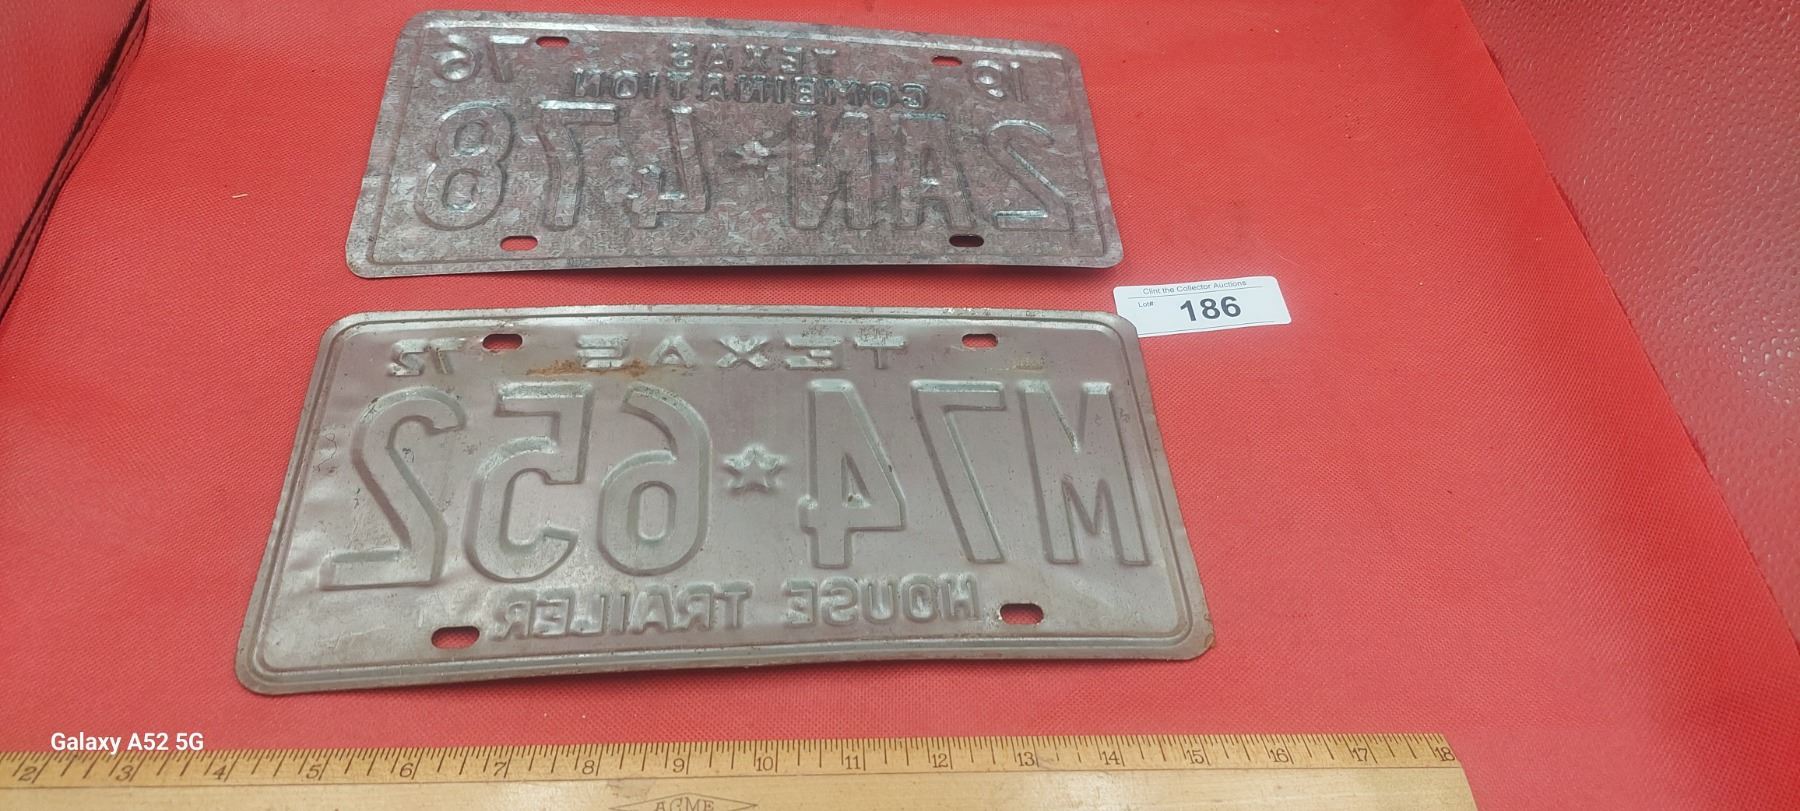 19 TEXAS 76
COMBINATION
2AN★478
Clint the Collector Auctions
Lot# 186
TEXAS 72
M74★652
HOUSE TRAILER
Galaxy A52 5G
2 3 4 5 6 7 8 9 10 11 12 13 14 15 16 17 18
ACME